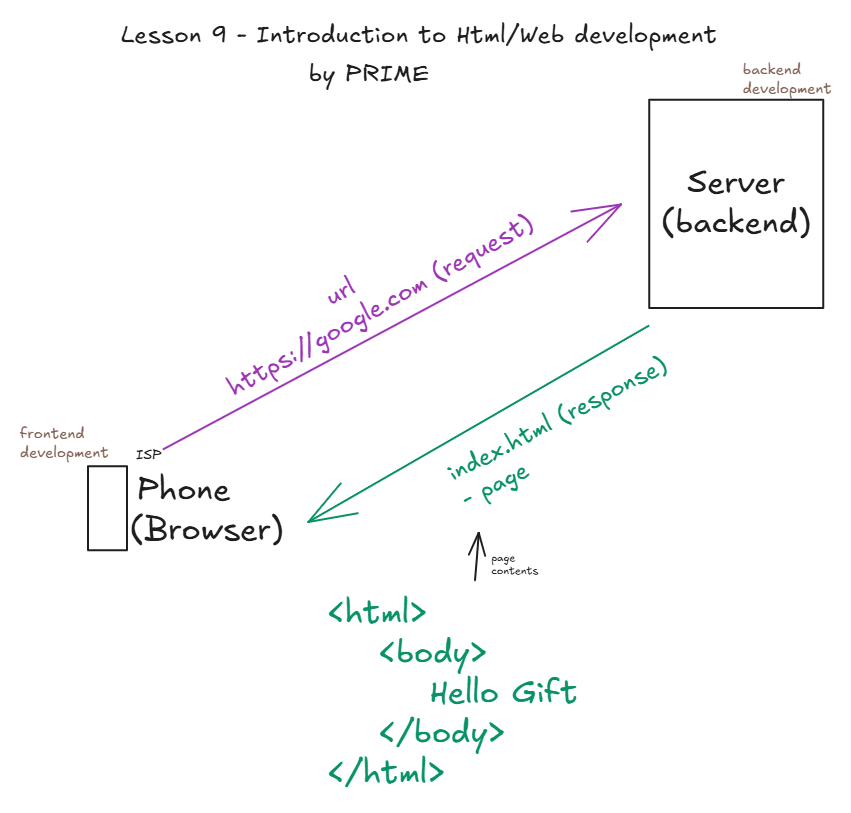 Lesson 9 - Introduction to Html/Web development
by PRIME
backend
development
Server
(backend)
url
https://google.com (request)
index.html (response)
- page
frontend
development
ISP
Phone
(Browser)
page
contents
<html>
<body>
Hello Gift
</body>
</html>